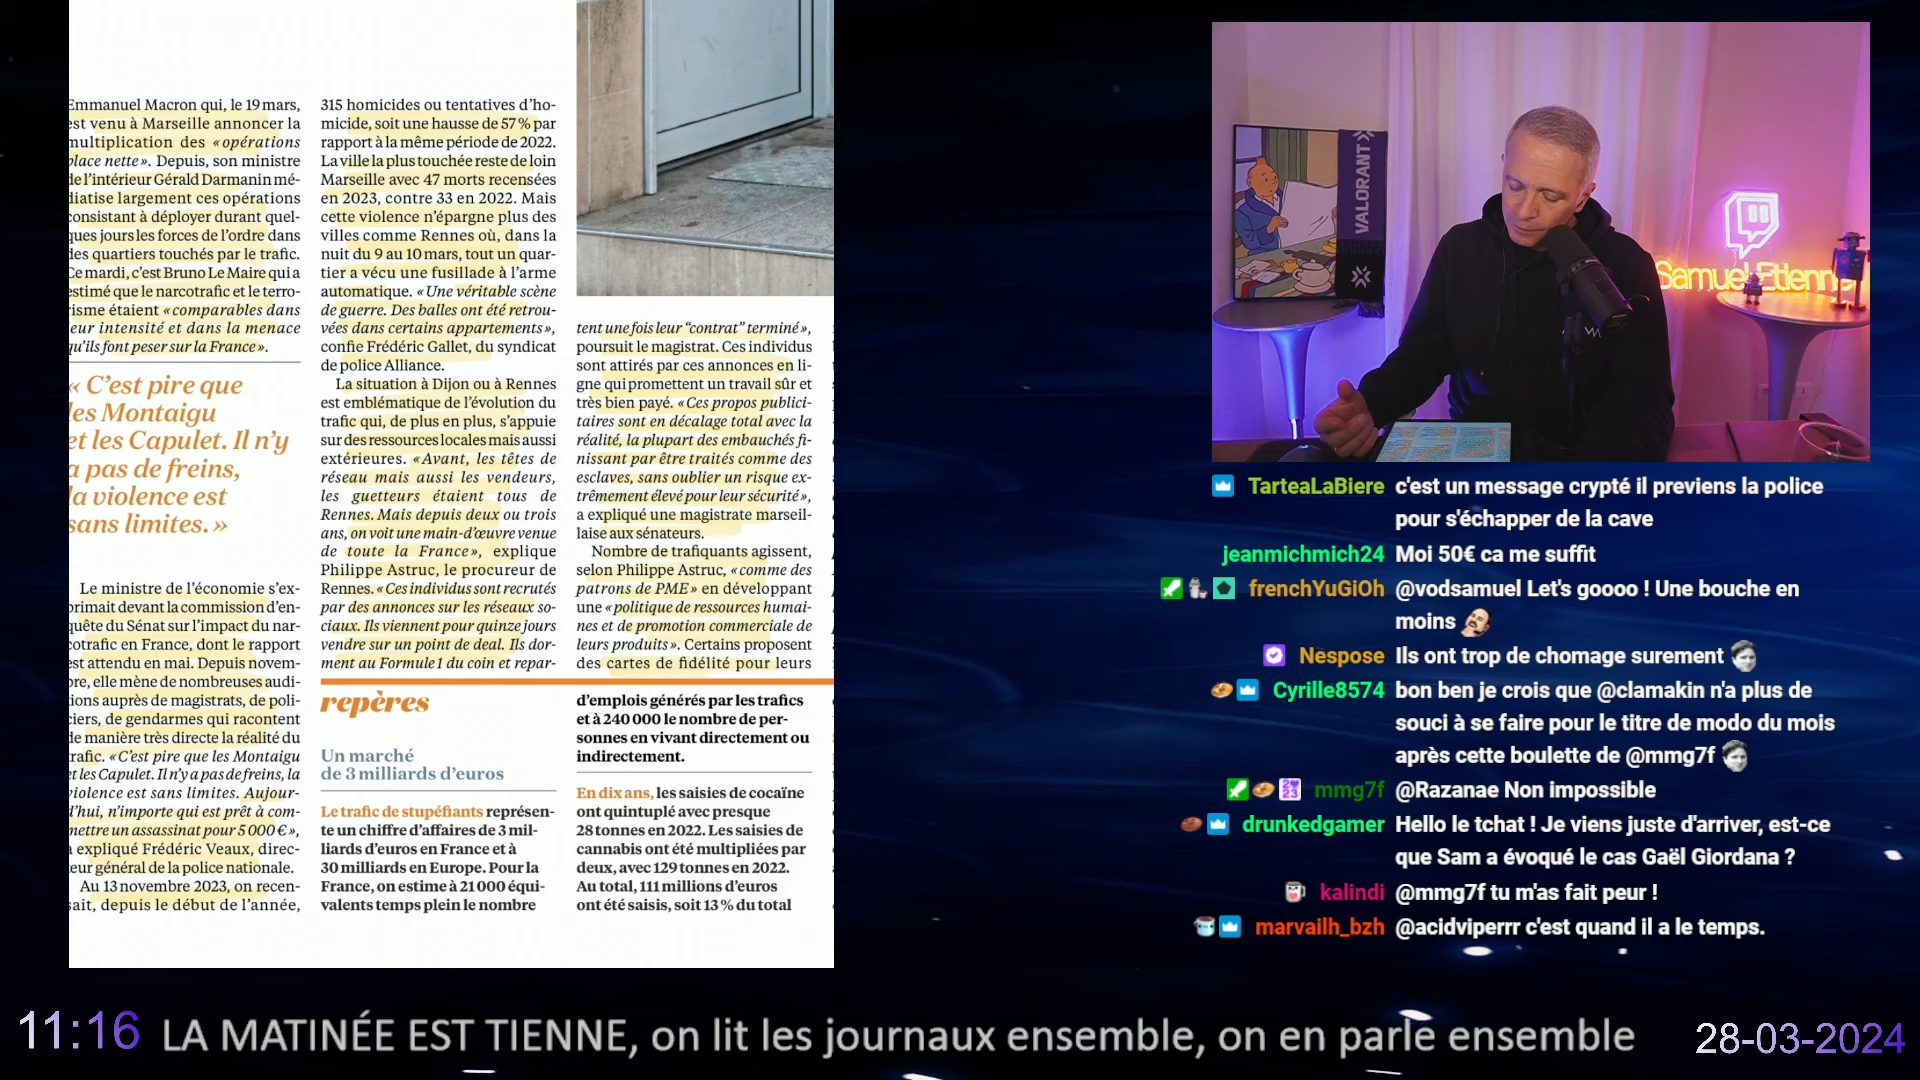 Emmanuel Macron qui, le 19 mars,
est venu à Marseille annoncer la
multiplication des « opérations
place nette ». Depuis, son ministre
de l'intérieur Gérald Darmanin mé-
diatise largement ces opérations
consistant à déployer durant quel-
ques jours les forces de l'ordre dans
des quartiers touchés par le trafic.
Ce mardi, c'est Bruno Le Maire qui a
estimé que le narcotrafic et le terro-
risme étaient « comparables dans
leur intensité et dans la menace
qu'ils font peser sur la France ».
« C'est pire que
les Montaigu
et les Capulet. Il n'y
a pas de freins,
la violence est
sans limites. »
Le ministre de l'économie s'ex-
primait devant la commission d'en-
quête du Sénat sur l'impact du nar-
cotrafic en France, dont le rapport
est attendu en mai. Depuis novem-
bre, elle mène de nombreuses audi-
tions auprès de magistrats, de poli-
ciers, de gendarmes qui racontent
de manière très directe la réalité du
trafic. « C'est pire que les Montaigu
et les Capulet. Il n'y a pas de freins, la
violence est sans limites. Aujour-
d'hui, n'importe qui est prêt à com-
mettre un assassinat pour 5 000 € »,
a expliqué Frédéric Veaux, direc-
teur général de la police nationale.
Au 13 novembre 2023, on recen-
sait, depuis le début de l'année,
315 homicides ou tentatives d'ho-
micide, soit une hausse de 57 % par
rapport à la même période de 2022.
La ville la plus touchée reste de loin
Marseille avec 47 morts recensées
en 2023, contre 33 en 2022. Mais
cette violence n'épargne plus des
villes comme Rennes où, dans la
nuit du 9 au 10 mars, tout un quar-
tier a vécu une fusillade à l'arme
automatique. « Une véritable scène
de guerre. Des balles ont été retrou-
vées dans certains appartements »,
confie Frédéric Gallet, du syndicat
de police Alliance.
La situation à Dijon ou à Rennes
est emblématique de l'évolution du
trafic qui, de plus en plus, s'appuie
sur des ressources locales mais aussi
extérieures. « Avant, les têtes de
réseau mais aussi les vendeurs,
les guetteurs étaient tous de
Rennes. Mais depuis deux ou trois
ans, on voit une main-d'œuvre venue
de toute la France », explique
Philippe Astruc, le procureur de
Rennes. « Ces individus sont recrutés
par des annonces sur les réseaux so-
ciaux. Ils viennent pour quinze jours
vendre sur un point de deal. Ils dor-
ment au Formule 1 du coin et repar-
tent une fois leur "contrat" terminé »,
poursuit le magistrat. Ces individus
sont attirés par ces annonces en li-
gne qui promettent un travail sûr et
très bien payé. « Ces propos publici-
taires sont en décalage total avec la
réalité, la plupart des embauchés fi-
nissant par être traités comme des
esclaves, sans oublier un risque ex-
trêmement élevé pour leur sécurité »,
a expliqué une magistrate marseil-
laise aux sénateurs.
Nombre de trafiquants agissent,
selon Philippe Astruc, « comme des
patrons de PME » en développant
une « politique de ressources humai-
nes et de promotion commerciale de
leurs produits ». Certains proposent
des cartes de fidélité pour leurs
repères
Un marché
de 3 milliards d'euros
Le trafic de stupéfiants représen-
te un chiffre d'affaires de 3 mil-
liards d'euros en France et à
30 milliards en Europe. Pour la
France, on estime à 21 000 équi-
valents temps plein le nombre
d'emplois générés par les trafics
et à 240 000 le nombre de per-
sonnes en vivant directement ou
indirectement.
En dix ans, les saisies de cocaïne
ont quintuplé avec presque
28 tonnes en 2022. Les saisies de
cannabis ont été multipliées par
deux, avec 129 tonnes en 2022.
Au total, 111 millions d'euros
ont été saisis, soit 13 % du total
VALORANT
Samuel Etienne
TarteaLaBiere c'est un message crypté il previens la police
pour s'échapper de la cave
jeanmichmich24 Moi 50€ ca me suffit
frenchYuGiOh @vodsamuel Let's goooo ! Une bouche en
moins
Nespose Ils ont trop de chomage surement
Cyrille8574 bon ben je crois que @clamakin n'a plus de
souci à se faire pour le titre de modo du mois
après cette boulette de @mmg7f
mmg7f @Razanae Non impossible
drunkedgamer Hello le tchat ! Je viens juste d'arriver, est-ce
que Sam a évoqué le cas Gaël Giordana ?
kalindi @mmg7f tu m'as fait peur !
marvailh_bzh @acidviperrr c'est quand il a le temps.
11:16 LA MATINÉE EST TIENNE, on lit les journaux ensemble, on en parle ensemble 28-03-2024